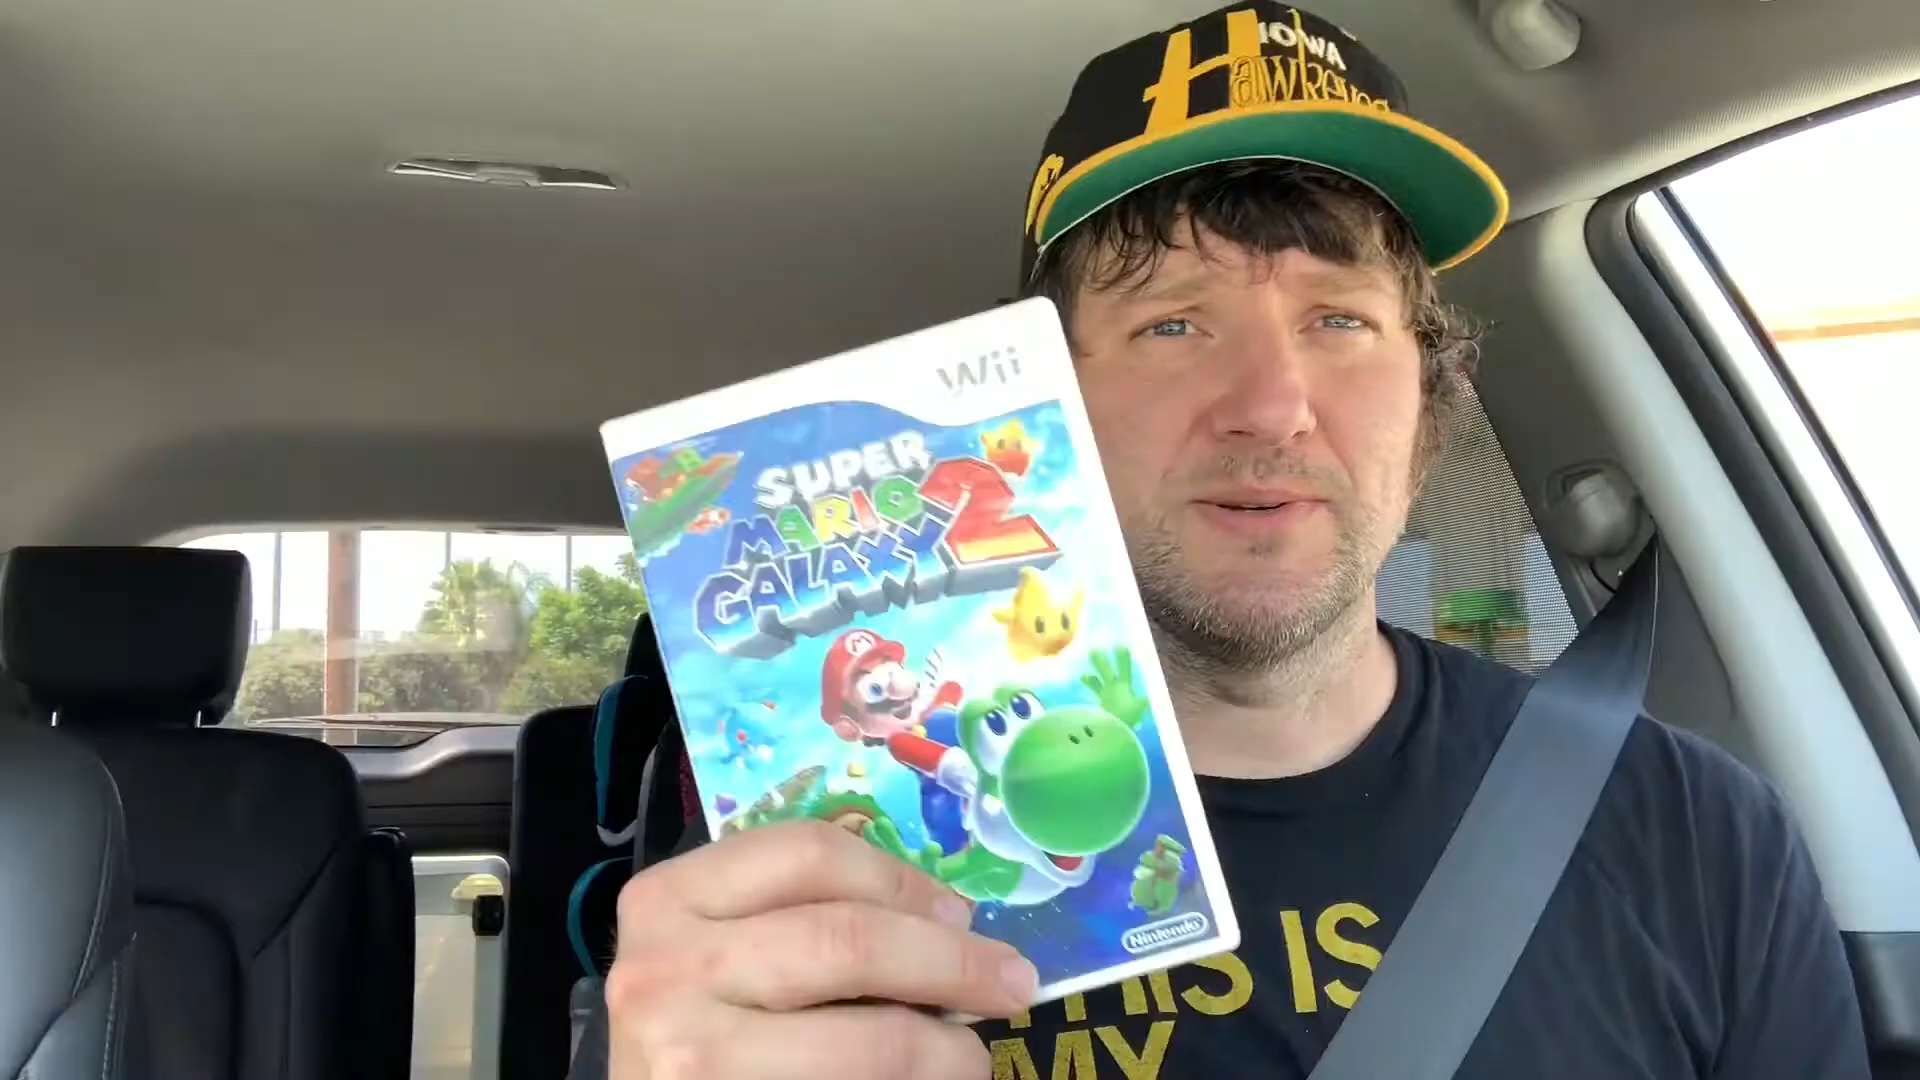 IOWA
Hawkeyes
Wii
SUPER
MARIO
GALAXY 2
M
Nintendo
THIS IS
MY